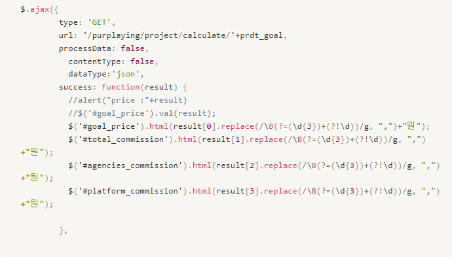 $.ajax({
type: 'GET',
url: '/purplaying/project/calculate/'+prdt_goal,
processData: false,
contentType: false,
dataType:'json',
success: function(result) {
//alert("price :"+result)
//$('#goal_price').val(result);
$('#goal_price').html(result[0].replace(/\B(?=(\d{3})+(?!\d))/g, ",")+"원");
$('#total_commission').html(result[1].replace(/\B(?=(\d{3})+(?!\d))/g, ",")
+"원");
$('#agencies_commission').html(result[2].replace(/\B(?=(\d{3})+(?!\d))/g, ",")
+"원");
$('#platform_commission').html(result[3].replace(/\B(?=(\d{3})+(?!\d))/g, ",")
+"원");
},